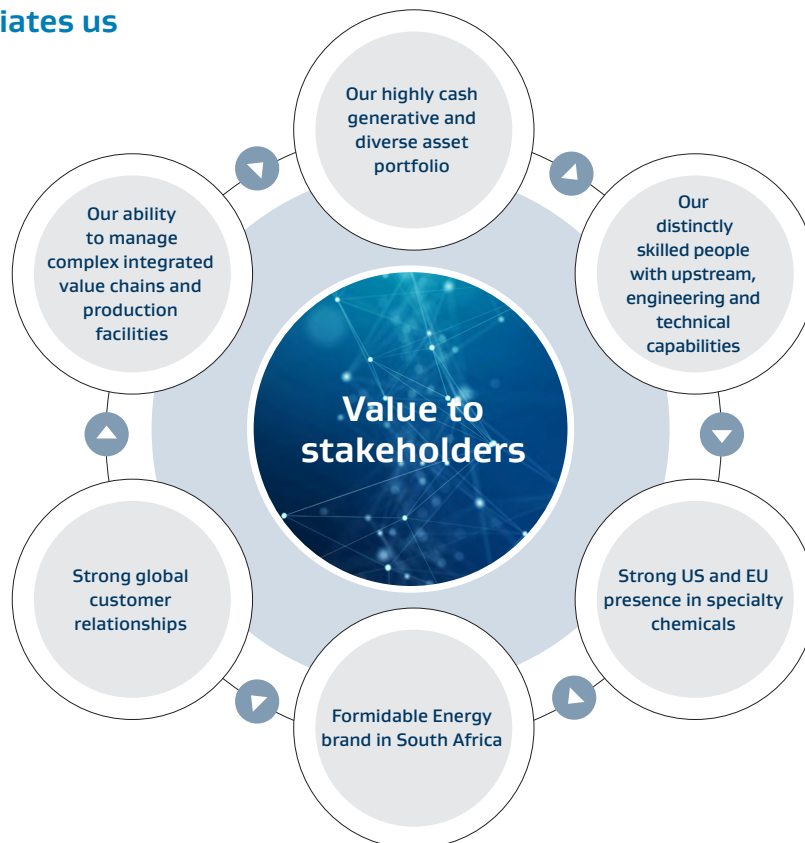 iates us
Our highly cash
generative and
diverse asset
portfolio
Our
distinctly
skilled people
with upstream,
engineering and
technical
capabilities
Strong US and EU
presence in specialty
chemicals
Formidable Energy
brand in South Africa
Strong global
customer
relationships
Our ability
to manage
complex integrated
value chains and
production
facilities
Value to
stakeholders